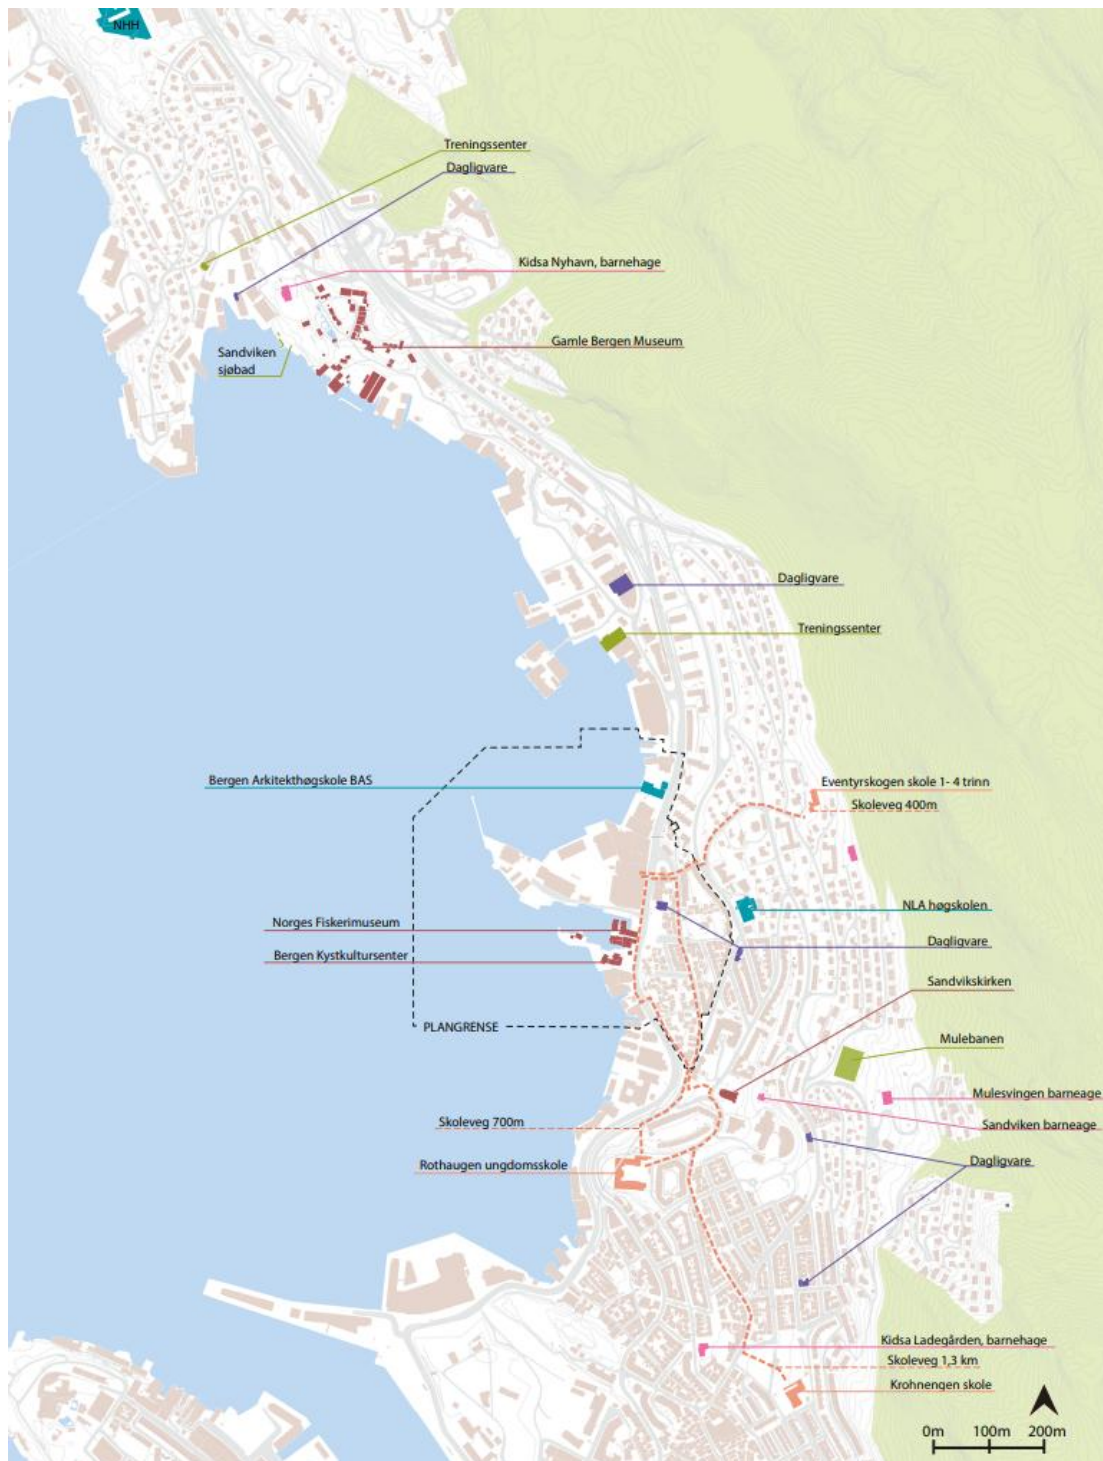 NHH
Treningssenter
Dagligvare
Kidsa Nyhavn, barnehage
Gamle Bergen Museum
Sandviken
sjøbad
Dagligvare
Treningssenter
Bergen Arkitekthøgskole BAS
Eventyrskogen skole 1- 4 trinn
Skoleveg 400m
NLA høgskolen
Norges Fiskerimuseum
Dagligvare
Bergen Kystkultursenter
Sandvikskirken
PLANGRENSE
Mulebanen
Mulesvingen barneage
Skoleveg 700m
Sandviken barneage
Rothaugen ungdomsskole
Dagligvare
Kidsa Ladegården, barnehage
Skoleveg 1,3 km
Krohnengen skole
0m 100m 200m